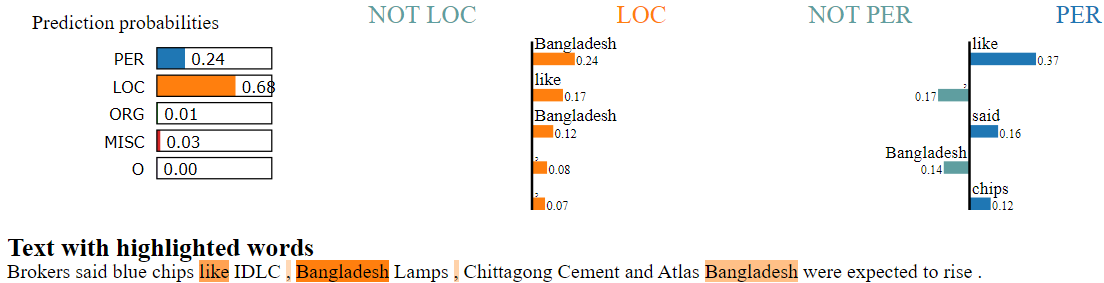 Prediction probabilities
PER 0.24
LOC 0.68
ORG 0.01
MISC 0.03
O 0.00
NOT LOC LOC
Bangladesh
0.24
like
0.17
Bangladesh
0.12
,
0.08
,
0.07
NOT PER PER
like
0.37
,
0.17
said
0.16
Bangladesh
0.14
chips
0.12
Text with highlighted words
Brokers said blue chips like IDLC , Bangladesh Lamps , Chittagong Cement and Atlas Bangladesh were expected to rise .